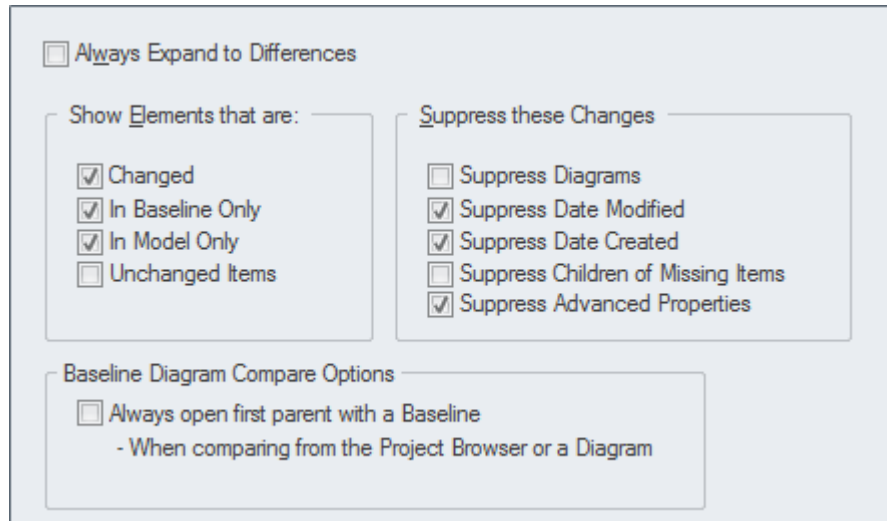 Always Expand to Differences
Show Elements that are:
Changed
In Baseline Only
In Model Only
Unchanged Items
Suppress these Changes
Suppress Diagrams
Suppress Date Modified
Suppress Date Created
Suppress Children of Missing Items
Suppress Advanced Properties
Baseline Diagram Compare Options
Always open first parent with a Baseline
- When comparing from the Project Browser or a Diagram